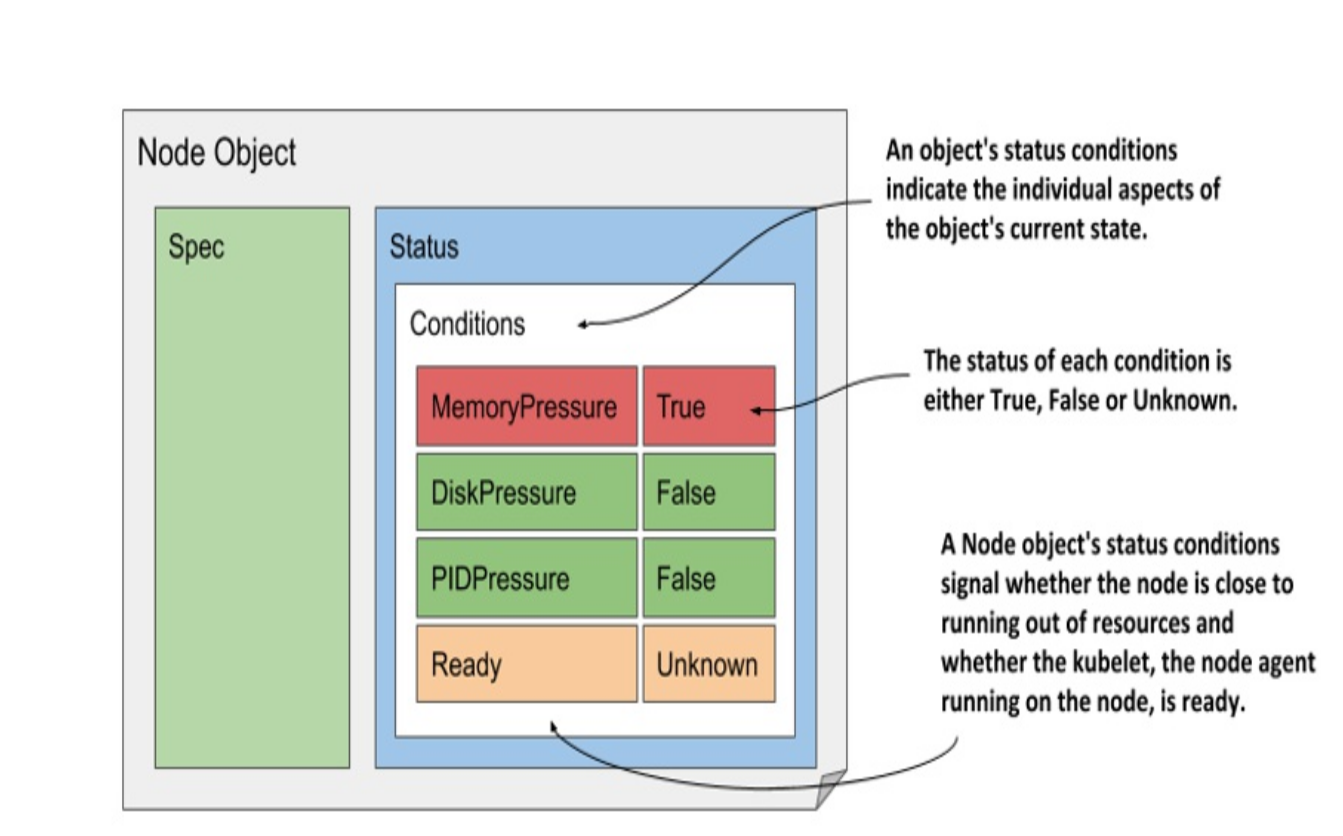 Node Object
Spec
Status
Conditions
MemoryPressure True
DiskPressure False
PIDPressure False
Ready Unknown
An object's status conditions
indicate the individual aspects of
the object's current state.
The status of each condition is
either True, False or Unknown.
A Node object's status conditions
signal whether the node is close to
running out of resources and
whether the kubelet, the node agent
running on the node, is ready.